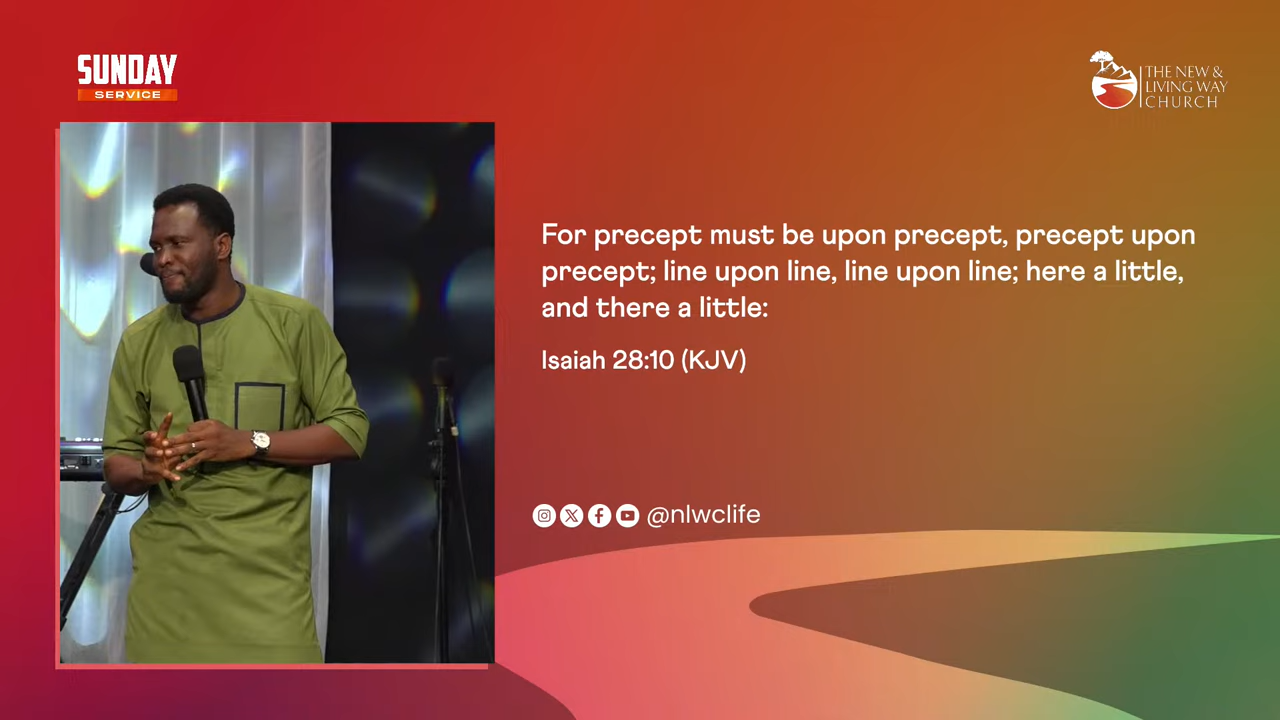 SUNDAY
SERVICE
THE NEW &
LIVING WAY
CHURCH
For precept must be upon precept, precept upon
precept; line upon line, line upon line; here a little,
and there a little:
Isaiah 28:10 (KJV)
@nlwclife